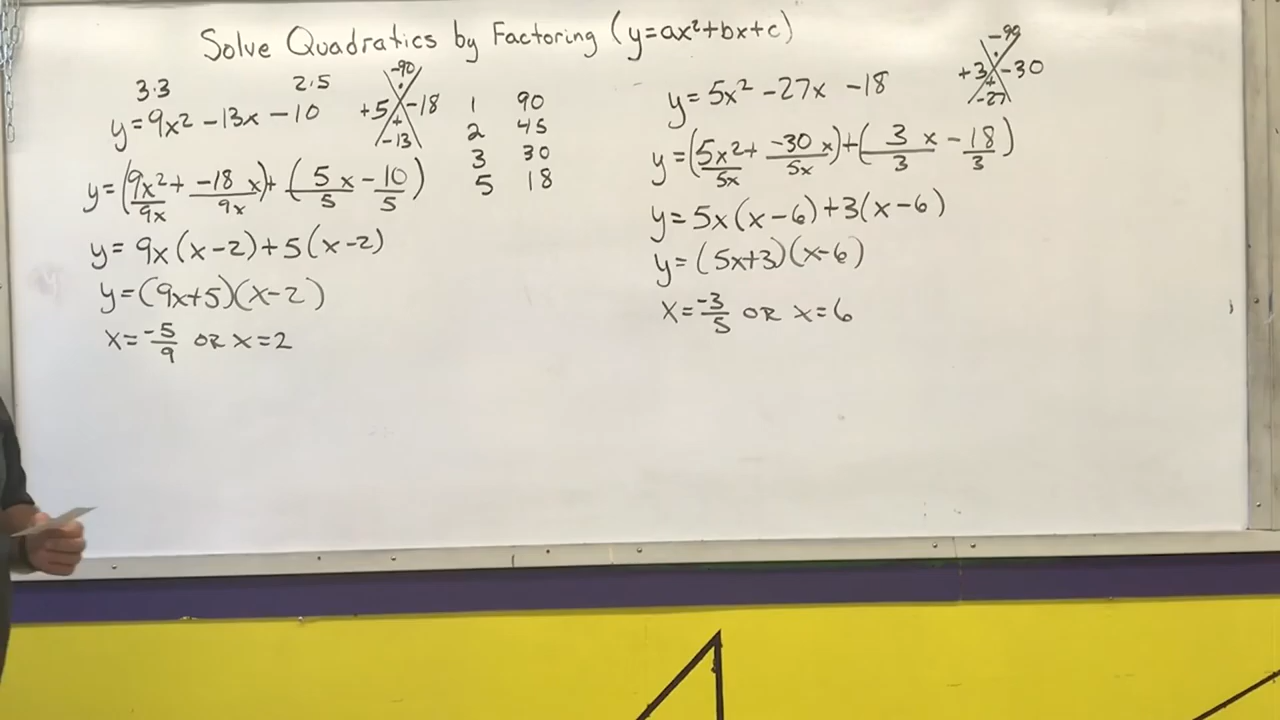 Solve Quadratics by Factoring (y=ax²+bx+c)
3·3 2·5
y=9x²-13x-10
-90
+5 -18
+
-13
1 90
2 45
3 30
5 18
y=(9x²/9x + -18x/9x) + (5x/5 - 10/5)
y=9x(x-2)+5(x-2)
y=(9x+5)(x-2)
x=-5/9 OR x=2
y=5x²-27x-18
-90
+3 -30
+
-27
y=(5x²/5x + -30x/5x) + (3x/3 - 18/3)
y=5x(x-6)+3(x-6)
y=(5x+3)(x-6)
x=-3/5 OR x=6